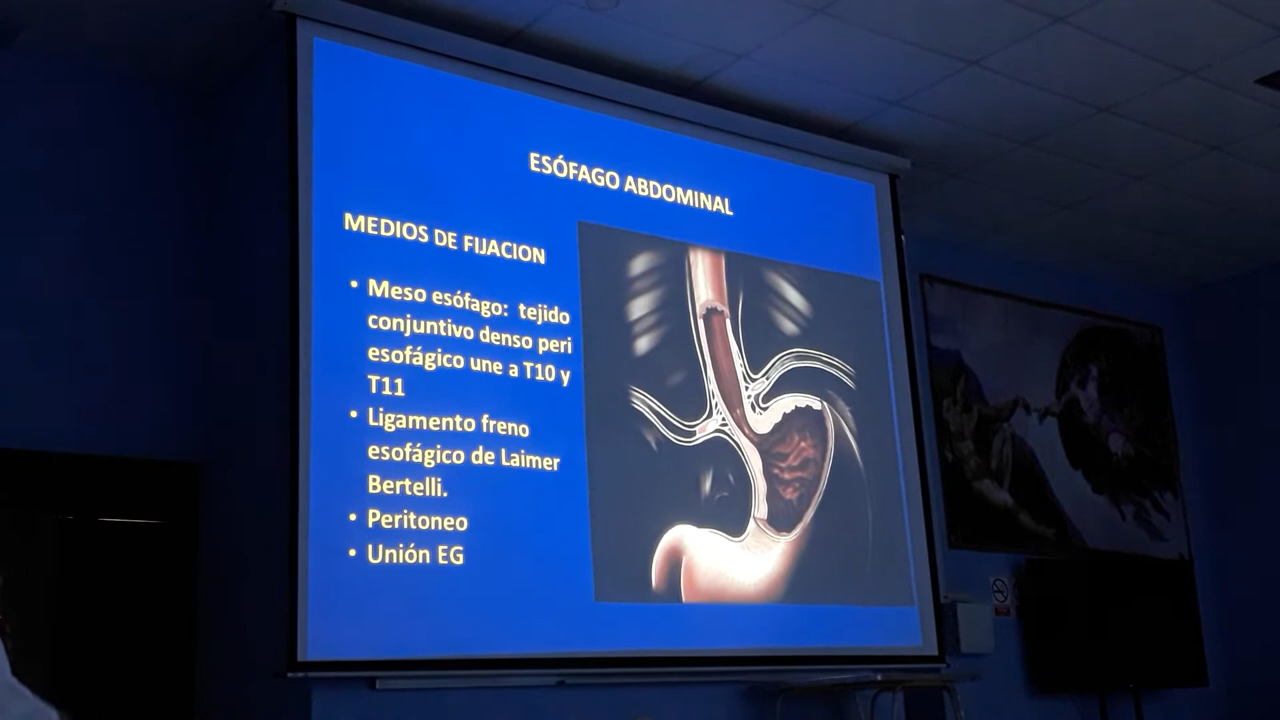 ESÓFAGO ABDOMINAL
MEDIOS DE FIJACION
• Meso esófago: tejido
conjuntivo denso peri
esofágico une a T10 y
T11
• Ligamento freno
esofágico de Laimer
Bertelli.
• Peritoneo
• Unión EG